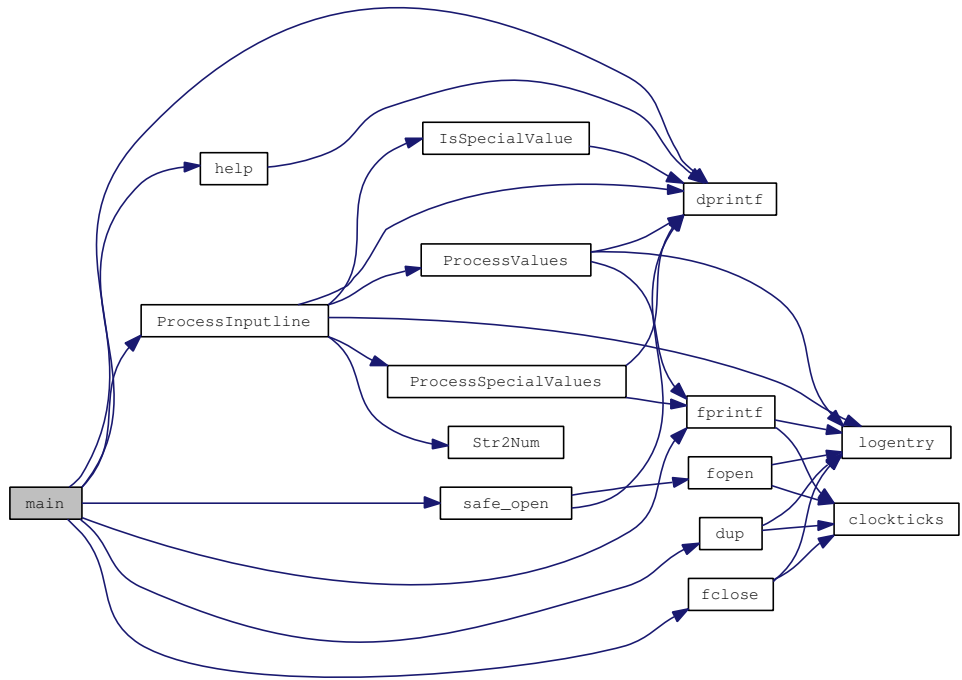 IsSpecialValue
help
dprintf
ProcessValues
ProcessInputline
ProcessSpecialValues
fprintf
Str2Num
logentry
fopen
main
safe_open
clockticks
dup
fclose